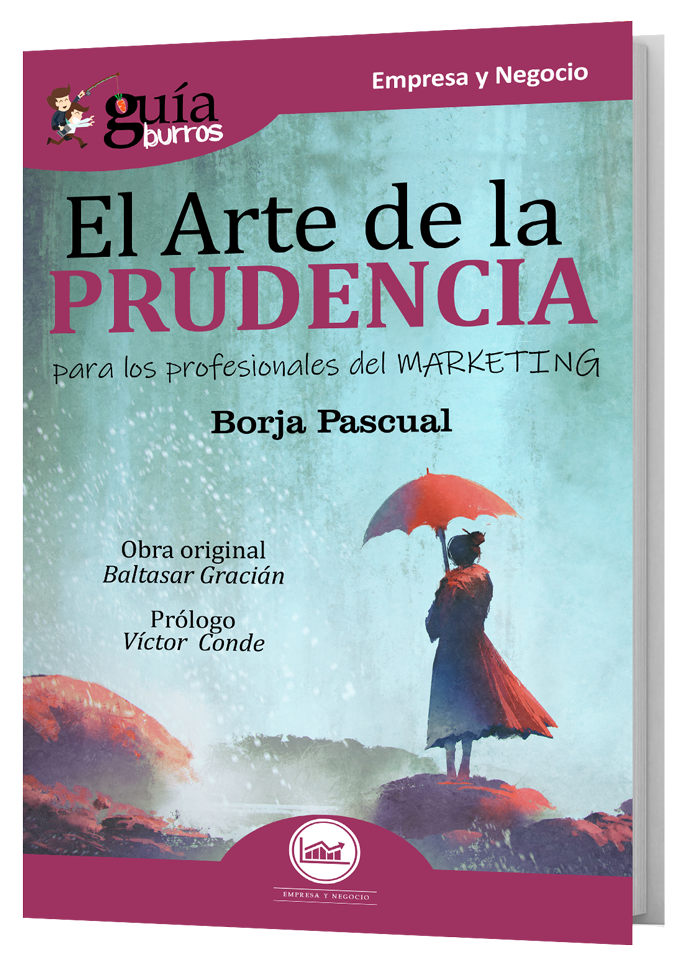 guía
burros
Empresa y Negocio
El Arte de la
PRUDENCIA
para los profesionales del MARKETING
Borja Pascual
Obra original
Baltasar Gracián
Prólogo
Víctor Conde
EMPRESA Y NEGOCIO